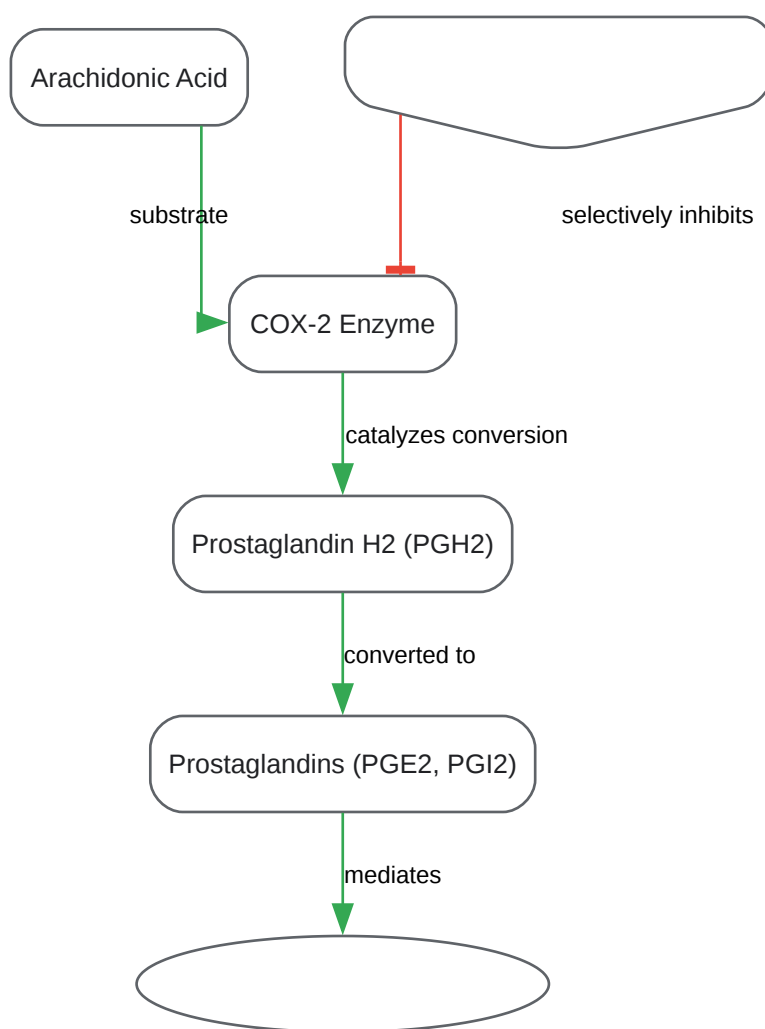 Arachidonic Acid
substrate
selectively inhibits
COX-2 Enzyme
catalyzes conversion
Prostaglandin H2 (PGH2)
converted to
Prostaglandins (PGE2, PGI2)
mediates